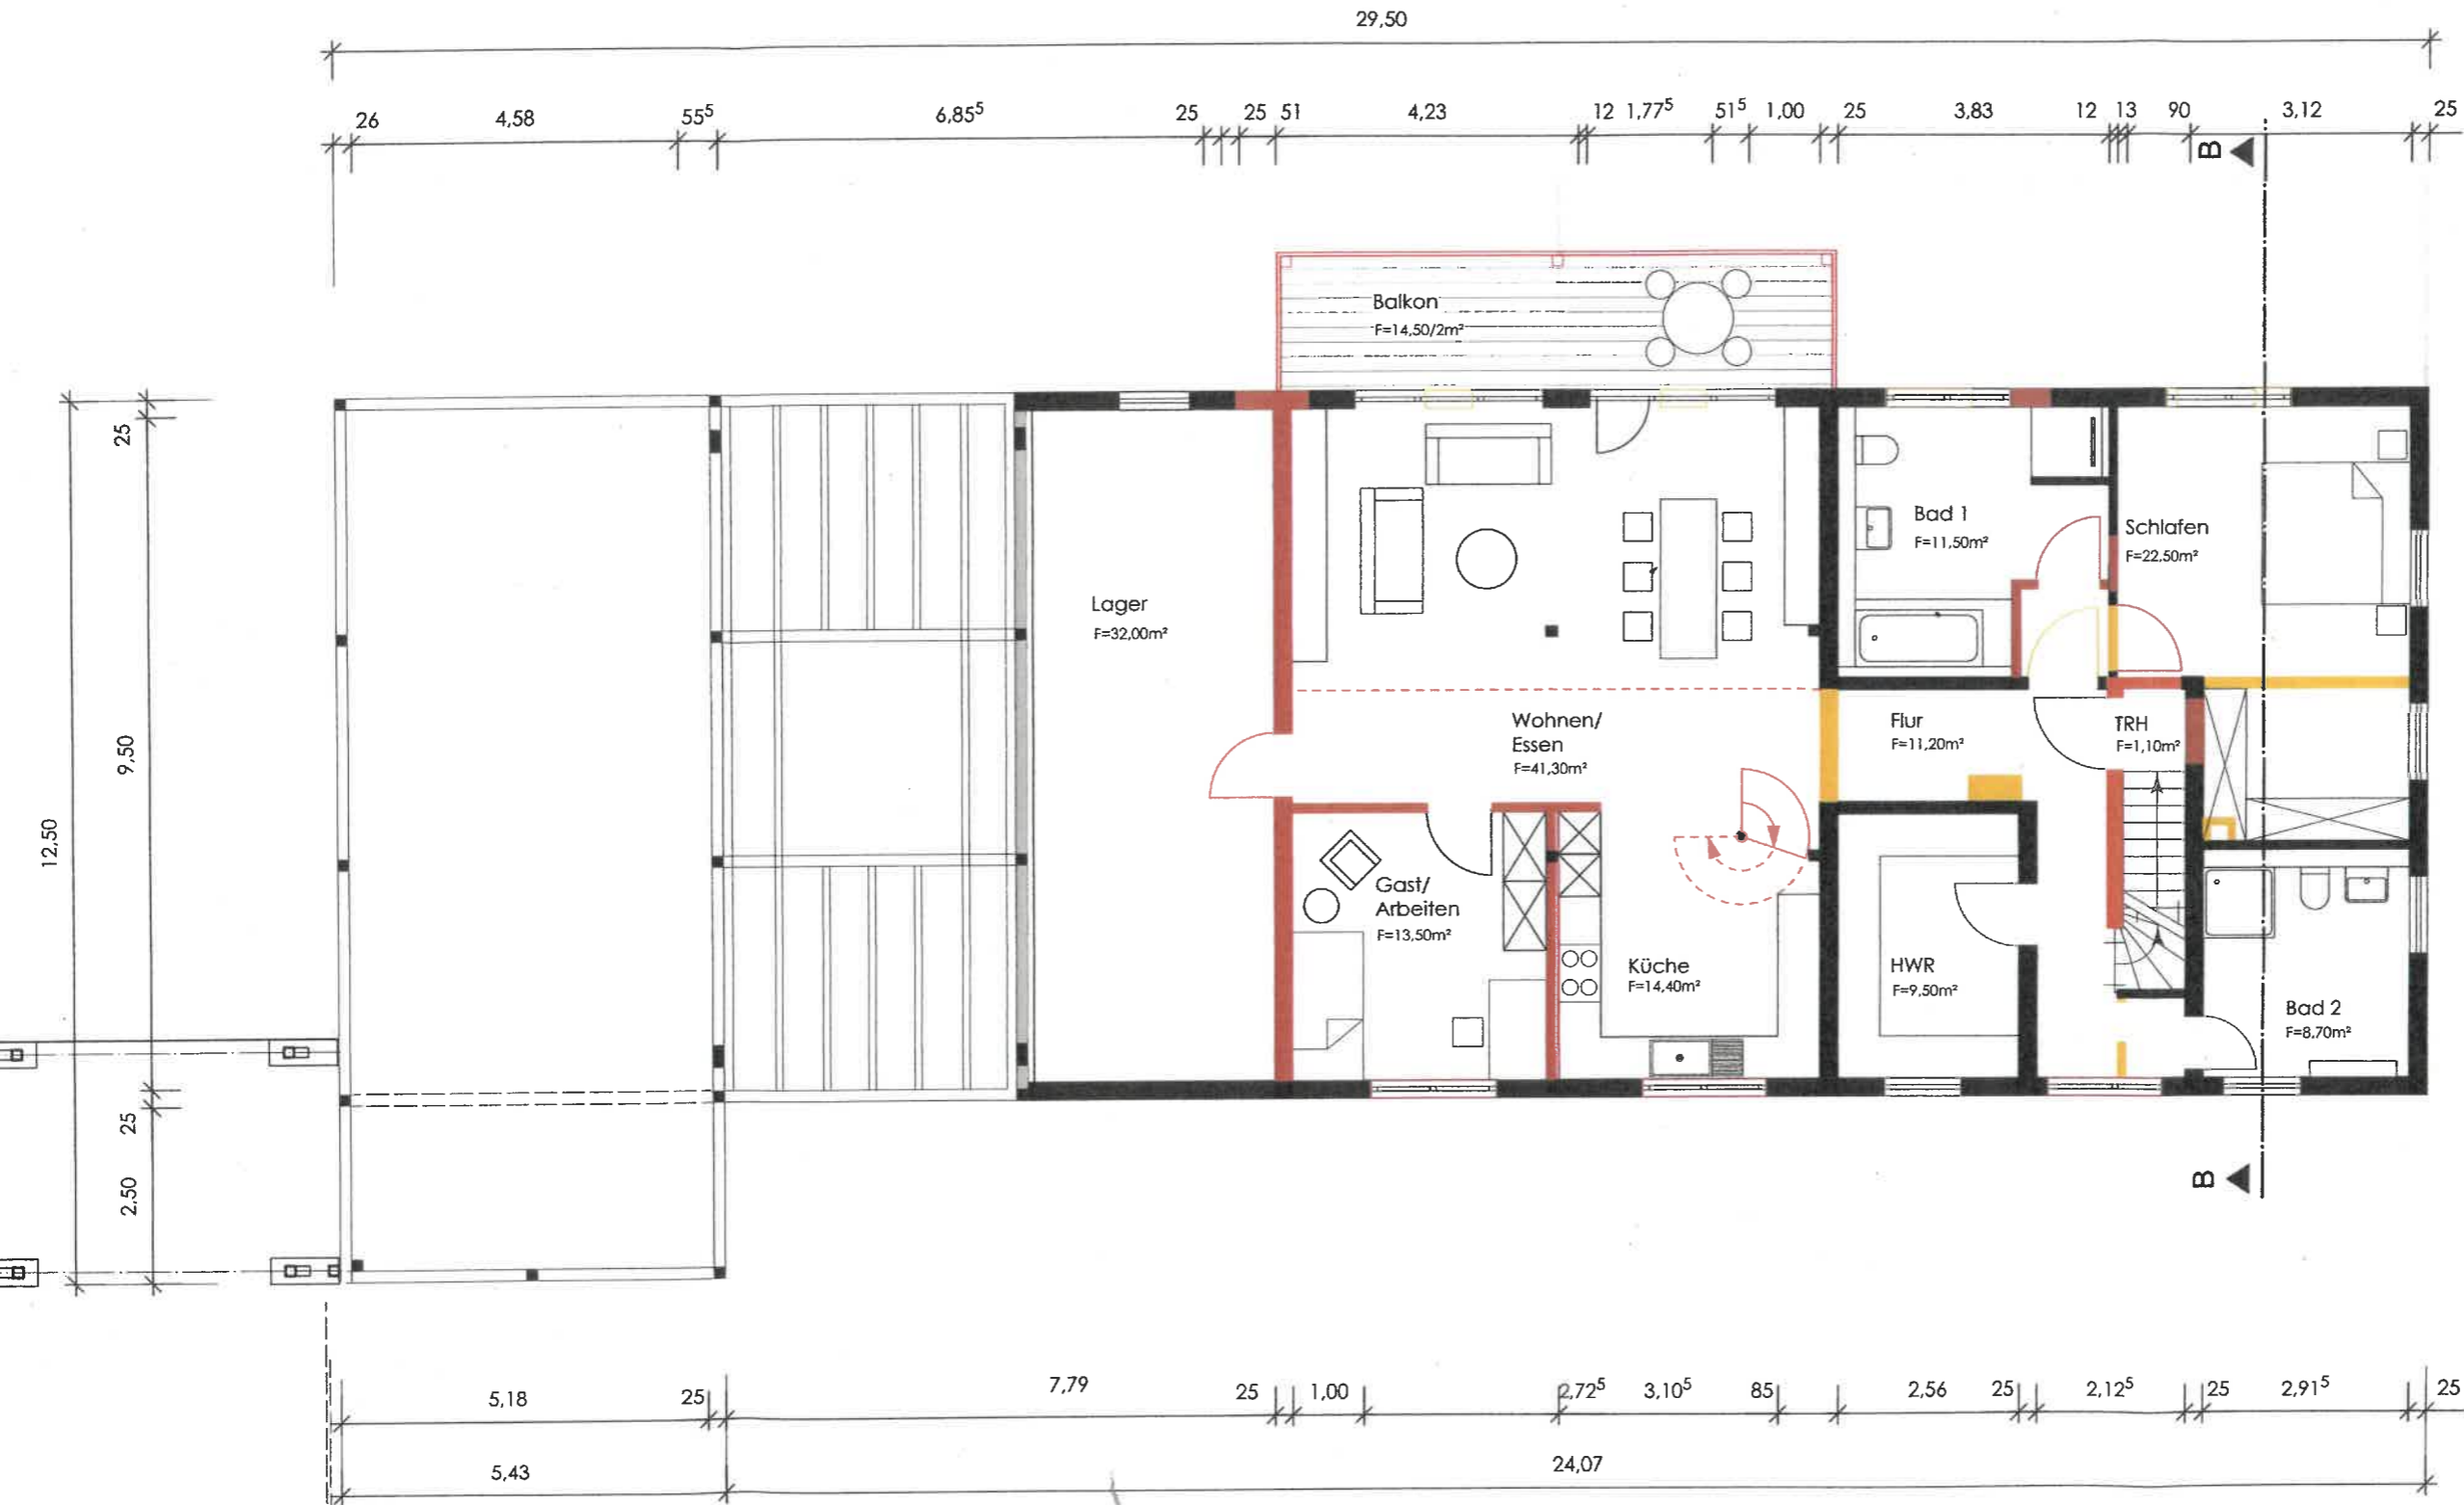 29,50
26 4,58 55⁵ 6,85⁵ 25 25 51 4,23 12 1,77⁵ 51⁵ 1,00 25 3,83 12 13 90 3,12 25
B
Balkon
F=14,50/2m²
25
9,50
12,50
25
2,50
Lager
F=32,00m²
Wohnen/
Essen
F=41,30m²
Bad 1
F=11,50m²
Schlafen
F=22,50m²
Flur
F=11,20m²
TRH
F=1,10m²
Gast/
Arbeiten
F=13,50m²
Küche
F=14,40m²
HWR
F=9,50m²
Bad 2
F=8,70m²
B
5,18 25 7,79 25 1,00 2,72⁵ 3,10⁵ 85 2,56 25 2,12⁵ 25 2,91⁵ 25
5,43 24,07